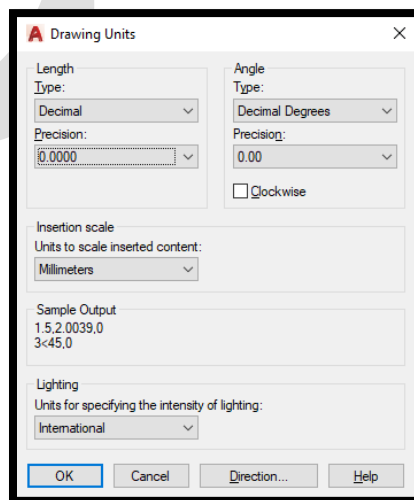 Drawing Units
Length
Type:
Decimal
Precision:
0.0000
Angle
Type:
Decimal Degrees
Precision:
0.00
Clockwise
Insertion scale
Units to scale inserted content:
Millimeters
Sample Output
1.5,2.0039,0
3<45,0
Lighting
Units for specifying the intensity of lighting:
International
OK Cancel Direction... Help